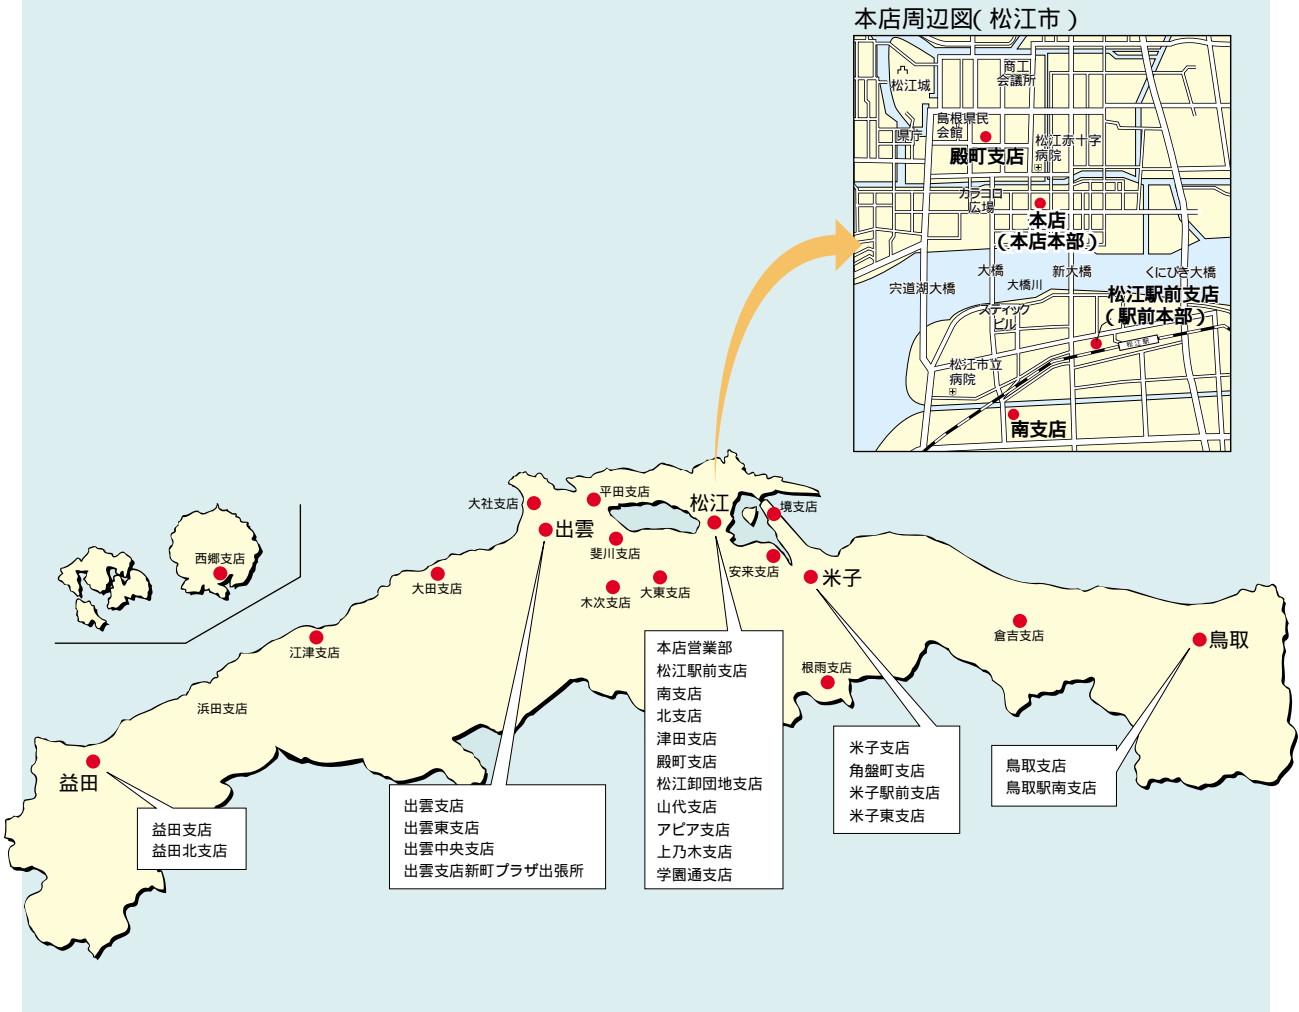 本店周辺図(松江市)
商工
会議所
松江城
島根県民
会館
県庁
松江赤十字
病院
殿町支店
カラコロ
広場
本店
(本店本部)
大橋
新大橋
くにびき大橋
宍道湖大橋
大橋川
松江駅前支店
(駅前本部)
スティック
ビル
松江駅
松江市立
病院
南支店
大社支店
平田支店
松江
境支店
出雲
斐川支店
安来支店
米子
西郷支店
大田支店
木次支店
大東支店
倉吉支店
鳥取
江津支店
根雨支店
浜田支店
益田
本店営業部
松江駅前支店
南支店
北支店
津田支店
殿町支店
松江卸団地支店
山代支店
アピア支店
上乃木支店
学園通支店
米子支店
角盤町支店
米子駅前支店
米子東支店
鳥取支店
鳥取駅南支店
出雲支店
出雲東支店
出雲中央支店
出雲支店新町プラザ出張所
益田支店
益田北支店